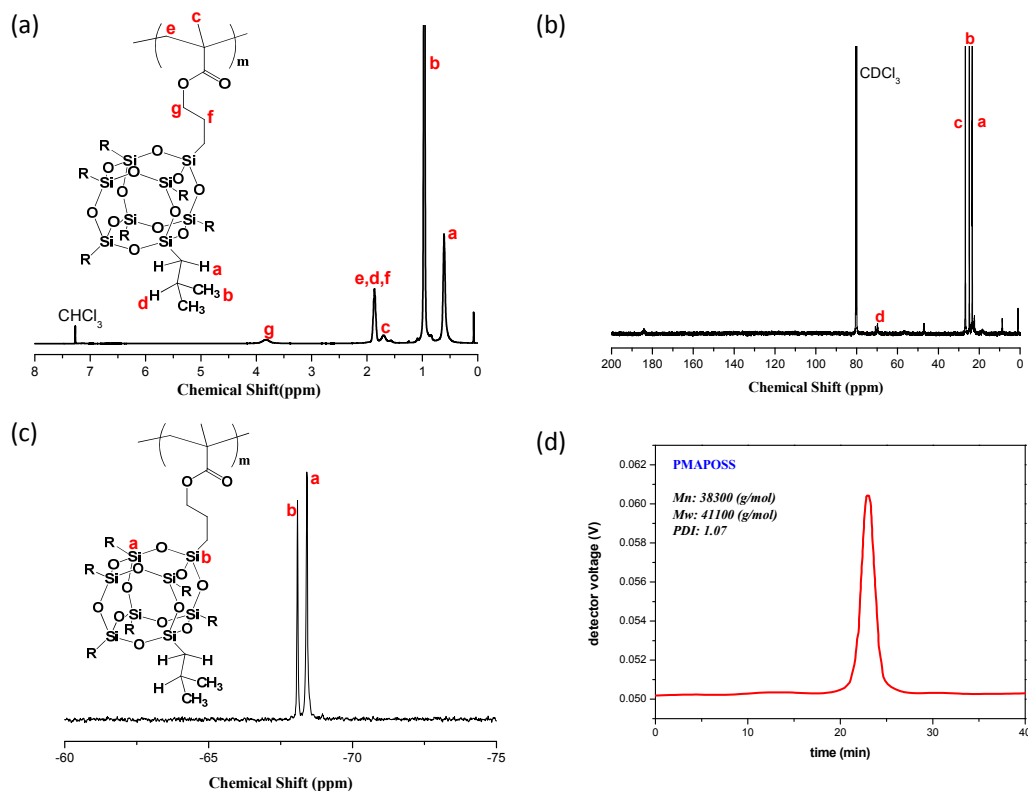 (a)
e
c
m
O
O
g
f
R
Si
O
Si
R
O
Si
O
R
Si
O
Si
O
O
O
O
R
O
Si
O
O
Si
R
Si
O
R
Si
O
R
H
H
a
H
CH3
b
d
CH3
CHCl3
g
e,d,f
c
b
a
8
7
6
5
4
3
2
1
0
Chemical Shift(ppm)
(b)
b
CDCl3
c
a
d
200
180
160
140
120
100
80
60
40
20
0
Chemical Shift (ppm)
(c)
m
O
O
a
b
R
Si
O
Si
R
O
Si
O
R
Si
O
Si
O
O
O
O
R
O
Si
O
O
Si
R
Si
O
R
Si
O
R
H
H
H
CH3
CH3
b
a
-60
-65
-70
-75
Chemical Shift (ppm)
(d)
PMAPOSS
Mn: 38300 (g/mol)
Mw: 41100 (g/mol)
PDI: 1.07
0.062
0.060
0.058
0.056
0.054
0.052
0.050
detector voltage (V)
0
10
20
30
40
time (min)